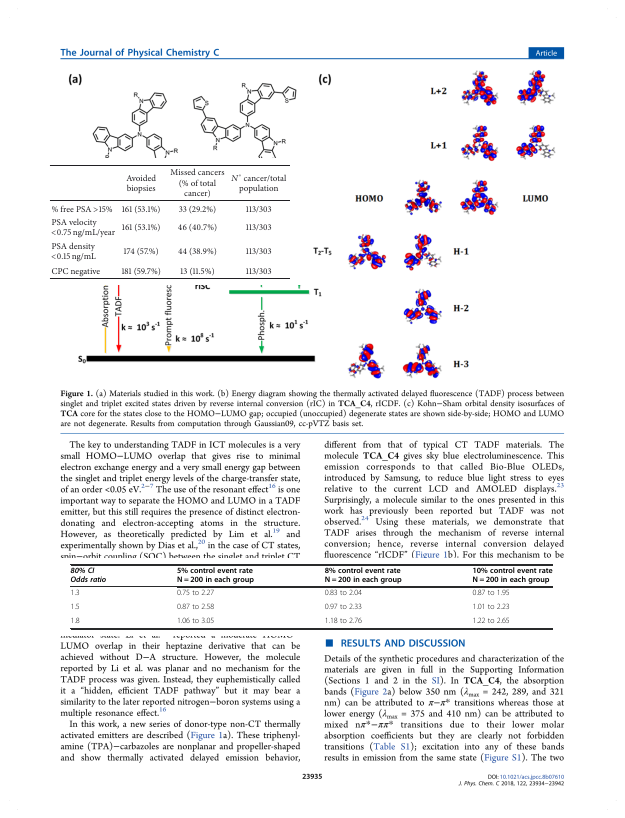 The Journal of Physical Chemistry C
Article
(a)
(c)
R
N
S
N
N
N
R
N–R
R
N
S
S
N
N
N–R
L+2
L+1
HOMO
LUMO
T₂-T₅
H-1
H-2
H-3
Avoided biopsies
Missed cancers (% of total cancer)
N° cancer/total population
% free PSA >15% 161 (53.1%) 33 (29.2%) 113/303
PSA velocity <0.75 ng/mL/year 161 (53.1%) 46 (40.7%) 113/303
PSA density <0.15 ng/mL 174 (57.%) 44 (38.9%) 113/303
CPC negative 181 (59.7%) 13 (11.5%) 113/303
rISC
T₁
Absorption
TADF
k ≈ 10³ s⁻¹
Prompt fluoresc
k ≈ 10⁸ s⁻¹
Phosph.
k ≈ 10¹ s⁻¹
S₀
Figure 1. (a) Materials studied in this work. (b) Energy diagram showing the thermally activated delayed fluorescence (TADF) process between
singlet and triplet excited states driven by reverse internal conversion (rIC) in TCA_C4, rICDF. (c) Kohn−Sham orbital density isosurfaces of
TCA core for the states close to the HOMO−LUMO gap; occupied (unoccupied) degenerate states are shown side-by-side; HOMO and LUMO
are not degenerate. Results from computation through Gaussian09, cc-pVTZ basis set.
The key to understanding TADF in ICT molecules is a very
small HOMO−LUMO overlap that gives rise to minimal
electron exchange energy and a very small energy gap between
the singlet and triplet energy levels of the charge-transfer state,
of an order <0.05 eV.²⁻⁷ The use of the resonant effect¹⁶ is one
important way to separate the HOMO and LUMO in a TADF
emitter, but this still requires the presence of distinct electron-
donating and electron-accepting atoms in the structure.
However, as theoretically predicted by Lim et al.¹⁹ and
experimentally shown by Dias et al.,²⁰ in the case of CT states,
spin−orbit coupling (SOC) between the singlet and triplet CT
different from that of typical CT TADF materials. The
molecule TCA_C4 gives sky blue electroluminescence. This
emission corresponds to that called Bio-Blue OLEDs,
introduced by Samsung, to reduce blue light stress to eyes
relative to the current LCD and AMOLED displays.²³
Surprisingly, a molecule similar to the ones presented in this
work has previously been reported but TADF was not
observed.²⁴ Using these materials, we demonstrate that
TADF arises through the mechanism of reverse internal
conversion; hence, reverse internal conversion delayed
fluorescence “rICDF” (Figure 1b). For this mechanism to be
80% CI Odds ratio
5% control event rate N = 200 in each group
8% control event rate N = 200 in each group
10% control event rate N = 200 in each group
1.3 0.75 to 2.27 0.83 to 2.04 0.87 to 1.95
1.5 0.87 to 2.58 0.97 to 2.33 1.01 to 2.23
1.8 1.06 to 3.05 1.18 to 2.76 1.22 to 2.65
mediator state. Li et al. reported a moderate HOMO−
LUMO overlap in their heptazine derivative that can be
achieved without D−A structure. However, the molecule
reported by Li et al. was planar and no mechanism for the
TADF process was given. Instead, they euphemistically called
it a “hidden, efficient TADF pathway” but it may bear a
similarity to the later reported nitrogen−boron systems using a
multiple resonance effect.¹⁶
In this work, a new series of donor-type non-CT thermally
activated emitters are described (Figure 1a). These triphenyl-
amine (TPA)−carbazoles are nonplanar and propeller-shaped
and show thermally activated delayed emission behavior,
■ RESULTS AND DISCUSSION
Details of the synthetic procedures and characterization of the
materials are given in full in the Supporting Information
(Sections 1 and 2 in the SI). In TCA_C4, the absorption
bands (Figure 2a) below 350 nm (λmax = 242, 289, and 321
nm) can be attributed to π−π* transitions whereas those at
lower energy (λmax = 375 and 410 nm) can be attributed to
mixed nπ*−ππ* transitions due to their lower molar
absorption coefficients but they are clearly not forbidden
transitions (Table S1); excitation into any of these bands
results in emission from the same state (Figure S1). The two
23935
DOI: 10.1021/acs.jpcc.8b07610
J. Phys. Chem. C 2018, 122, 23934−23942